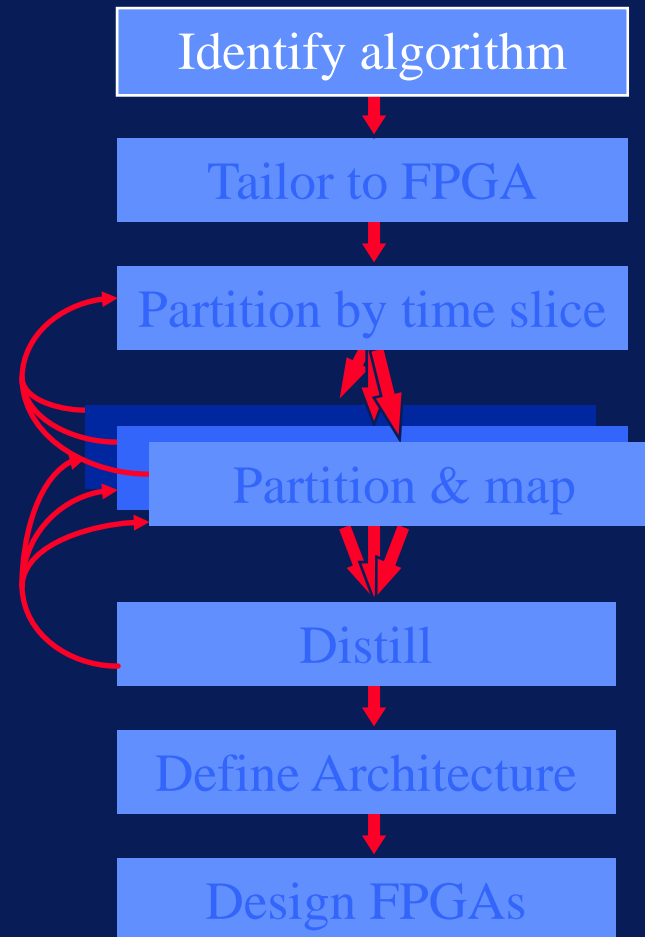 Identify algorithm
Tailor to FPGA
Partition by time slice
Partition & map
Distill
Define Architecture
Design FPGAs